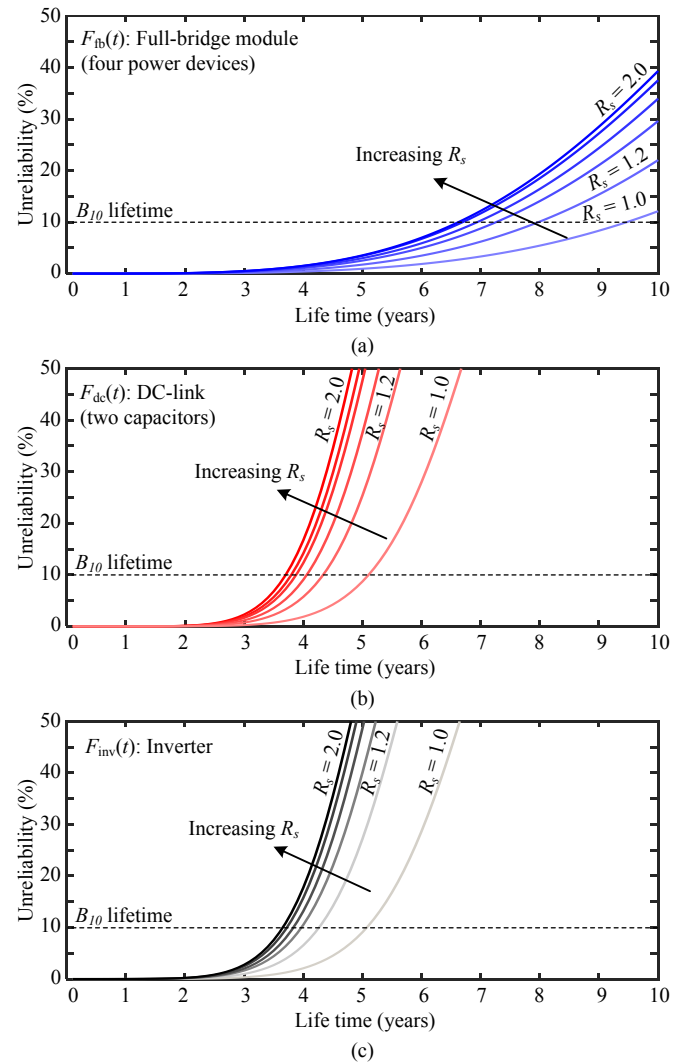 F_fb(t): Full-bridge module
(four power devices)
50
40
30
20
10
0
Unreliability (%)
R_s = 2.0
R_s = 1.2
R_s = 1.0
Increasing R_s
B_10 lifetime
0 1 2 3 4 5 6 7 8 9 10
Life time (years)
(a)
F_dc(t): DC-link
(two capacitors)
50
40
30
20
10
0
Unreliability (%)
R_s = 2.0
R_s = 1.2
R_s = 1.0
Increasing R_s
B_10 lifetime
0 1 2 3 4 5 6 7 8 9 10
Life time (years)
(b)
F_inv(t): Inverter
50
40
30
20
10
0
Unreliability (%)
R_s = 2.0
R_s = 1.2
R_s = 1.0
Increasing R_s
B_10 lifetime
0 1 2 3 4 5 6 7 8 9 10
Life time (years)
(c)